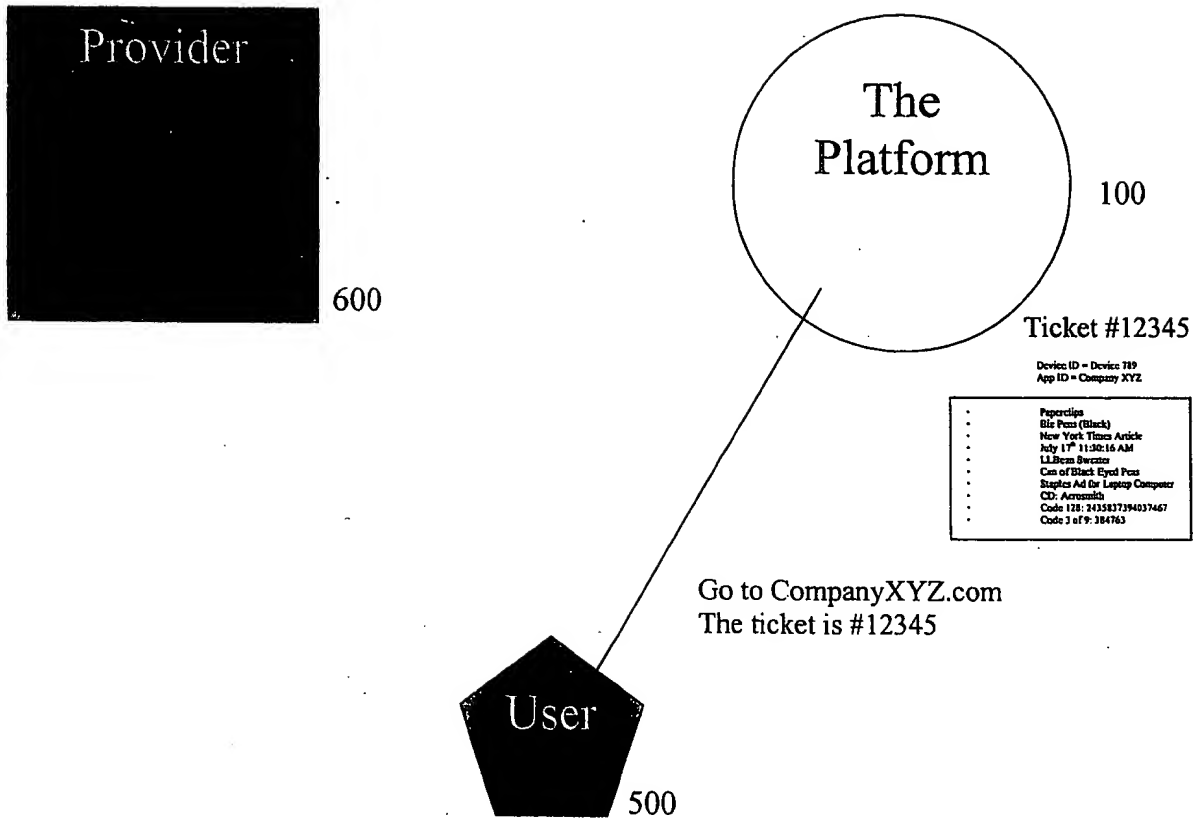 Provider
600
The
Platform
100
Ticket #12345
Device ID = Device 789
App ID = Company XYZ
• Paperclips
• Bic Pens (Black)
• New York Times Article
• July 17th 11:30:16 AM
• LLBean Sweater
• Can of Black Eyed Peas
• Staples Ad for Laptop Computer
• CD: Aerosmith
• Code 128: 2435837394037467
• Code 3 of 9: 384763
Go to CompanyXYZ.com
The ticket is #12345
User
500